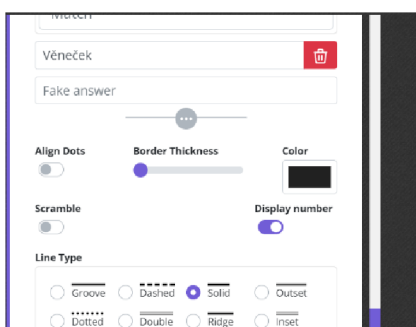 Match
Věneček
Fake answer
Align Dots Border Thickness Color
Scramble Display number
Line Type
Groove Dashed Solid Outset
Dotted Double Ridge Inset